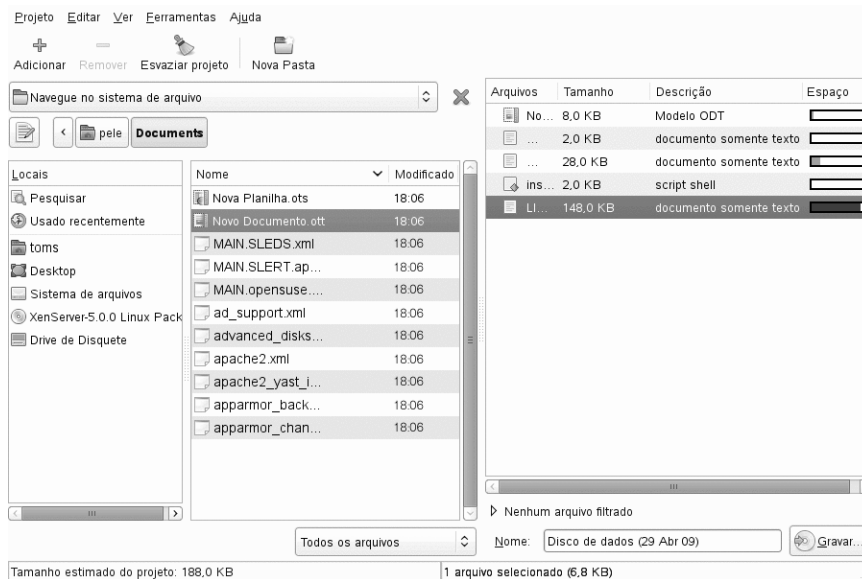 Projeto Editar Ver Ferramentas Ajuda
Adicionar Remover Esvaziar projeto Nova Pasta
Navegue no sistema de arquivo
pele Documents
Locais
Pesquisar
Usado recentemente
toms
Desktop
Sistema de arquivos
XenServer-5.0.0 Linux Pack
Drive de Disquete
Nome Modificado
Nova Planilha.ots 18:06
Novo Documento.ott 18:06
MAIN.SLEDS.xml 18:06
MAIN.SLERT.ap... 18:06
MAIN.opensuse.... 18:06
ad_support.xml 18:06
advanced_disks... 18:06
apache2.xml 18:06
apache2_yast_i... 18:06
apparmor_back... 18:06
apparmor_chan... 18:06
Todos os arquivos
Arquivos Tamanho Descrição Espaço
No... 8,0 KB Modelo ODT
... 2,0 KB documento somente texto
... 28,0 KB documento somente texto
ins... 2,0 KB script shell
LI... 148,0 KB documento somente texto
Nenhum arquivo filtrado
Nome: Disco de dados (29 Abr 09) Gravar...
Tamanho estimado do projeto: 188,0 KB
1 arquivo selecionado (6,8 KB)